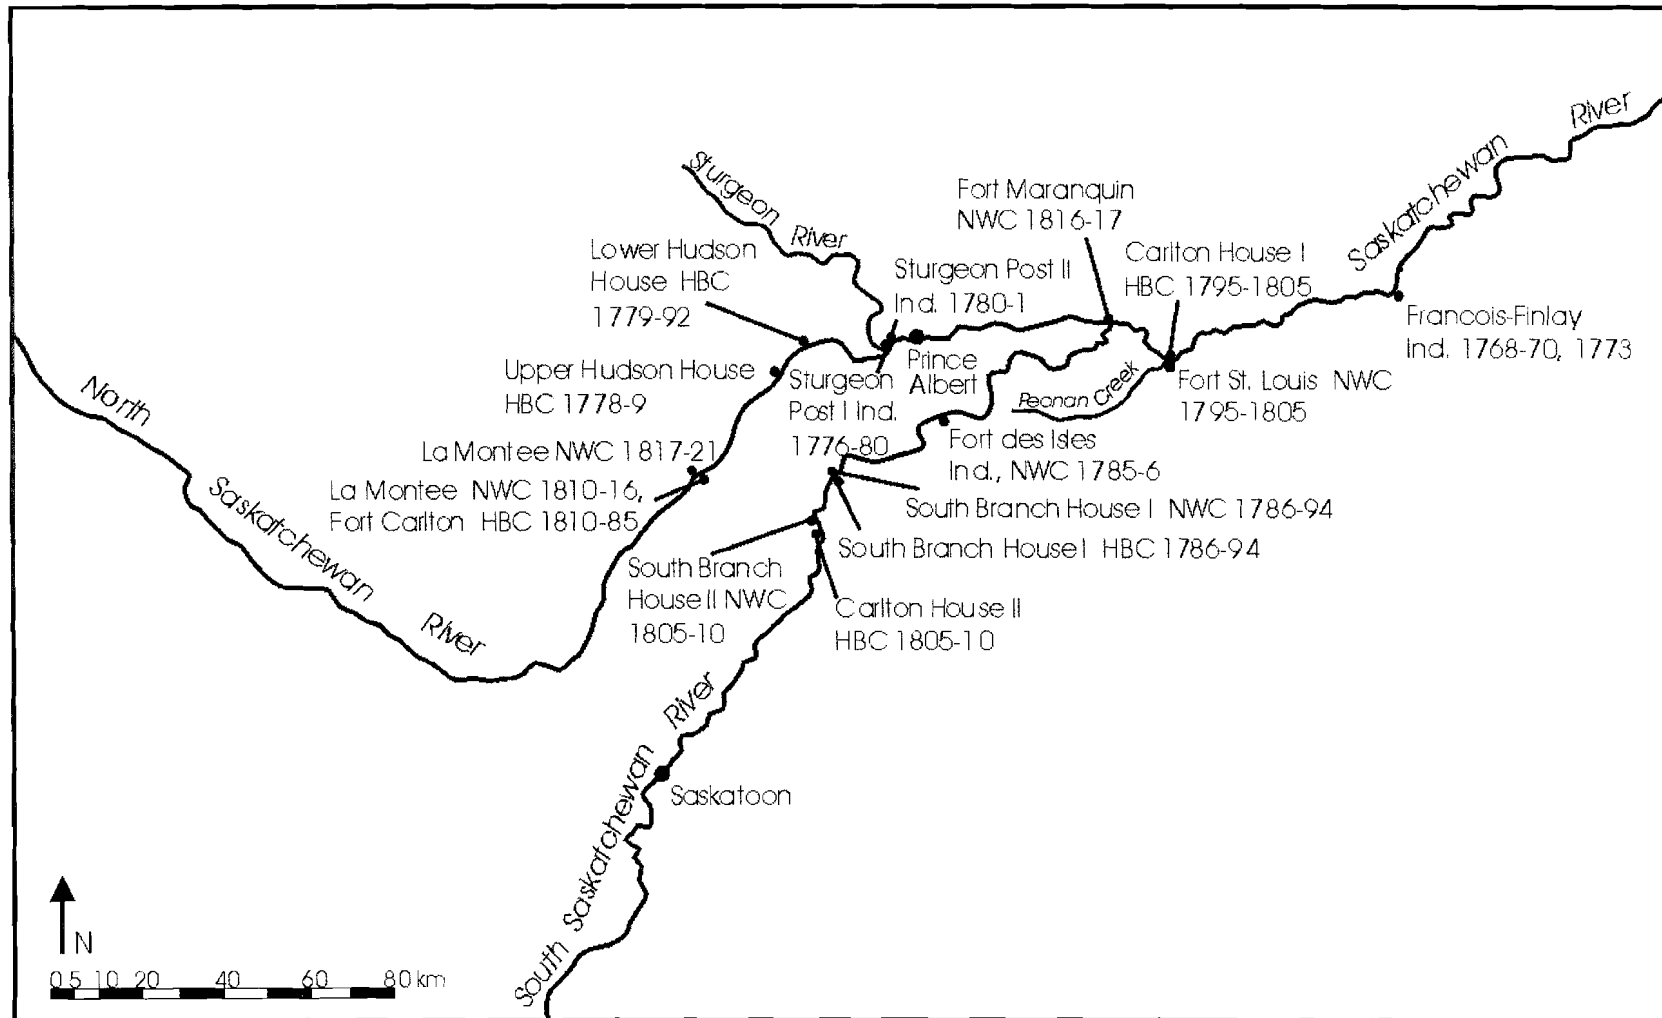 Saskatchewan River
Sturgeon River
Fort Maranquin
NWC 1816-17
Lower Hudson
House HBC
1779-92
Sturgeon Post II
Ind. 1780-1
Carlton House I
HBC 1795-1805
Francois-Finlay
Ind. 1768-70, 1773
Upper Hudson House
HBC 1778-9
Sturgeon
Post I Ind.
1776-80
Prince
Albert
Peonan Creek
Fort St. Louis NWC
1795-1805
North Saskatchewan River
La Montee NWC 1817-21
La Montee NWC 1810-16,
Fort Carlton HBC 1810-85
Fort des Isles
Ind., NWC 1785-6
South Branch House I NWC 1786-94
South Branch House I HBC 1786-94
South Branch
House II NWC
1805-10
Carlton House II
HBC 1805-10
South Saskatchewan River
Saskatoon
N
0 5 10 20 40 60 80 km